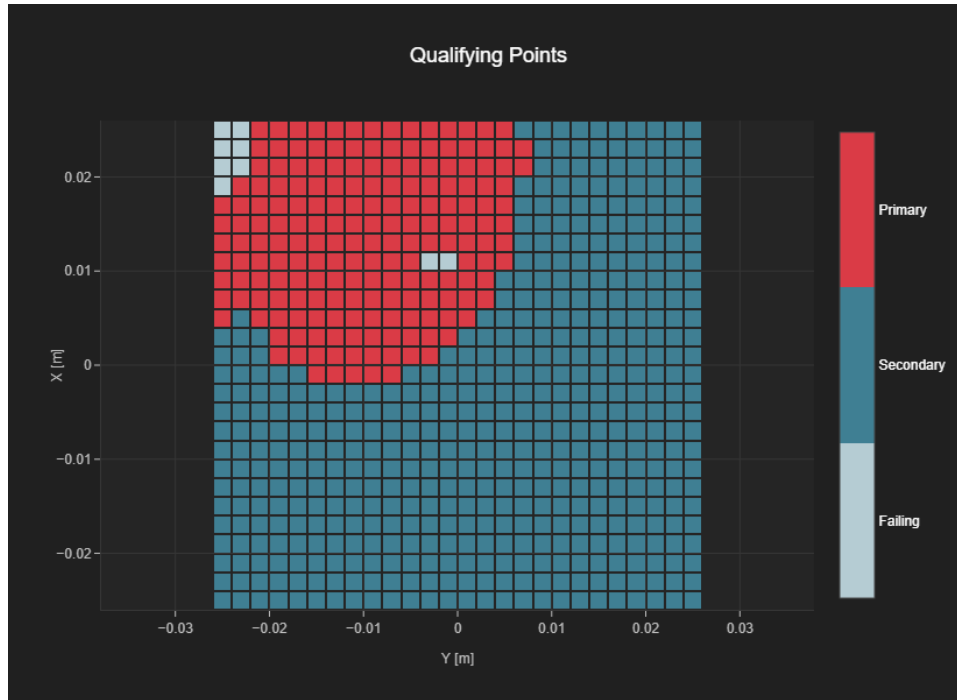 Qualifying Points
0.02
0.01
0
−0.01
−0.02
X [m]
−0.03
−0.02
−0.01
0
0.01
0.02
0.03
Y [m]
Primary
Secondary
Failing